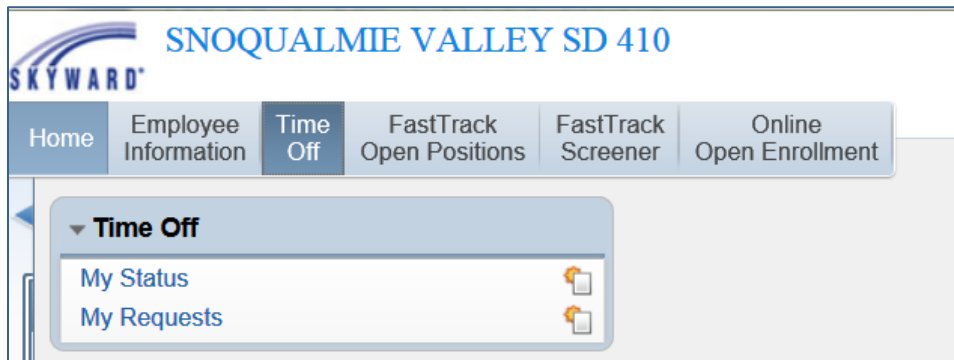 SNOQUALMIE VALLEY SD 410
SKYWARD®
Home
Employee
Information
Time
Off
FastTrack
Open Positions
FastTrack
Screener
Online
Open Enrollment
Time Off
My Status
My Requests